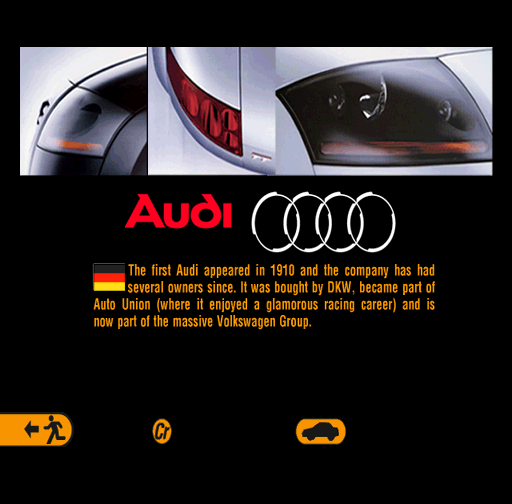 Audi
The first Audi appeared in 1910 and the company has had
several owners since. It was bought by DKW, became part of
Auto Union (where it enjoyed a glamorous racing career) and is
now part of the massive Volkswagen Group.
Cr